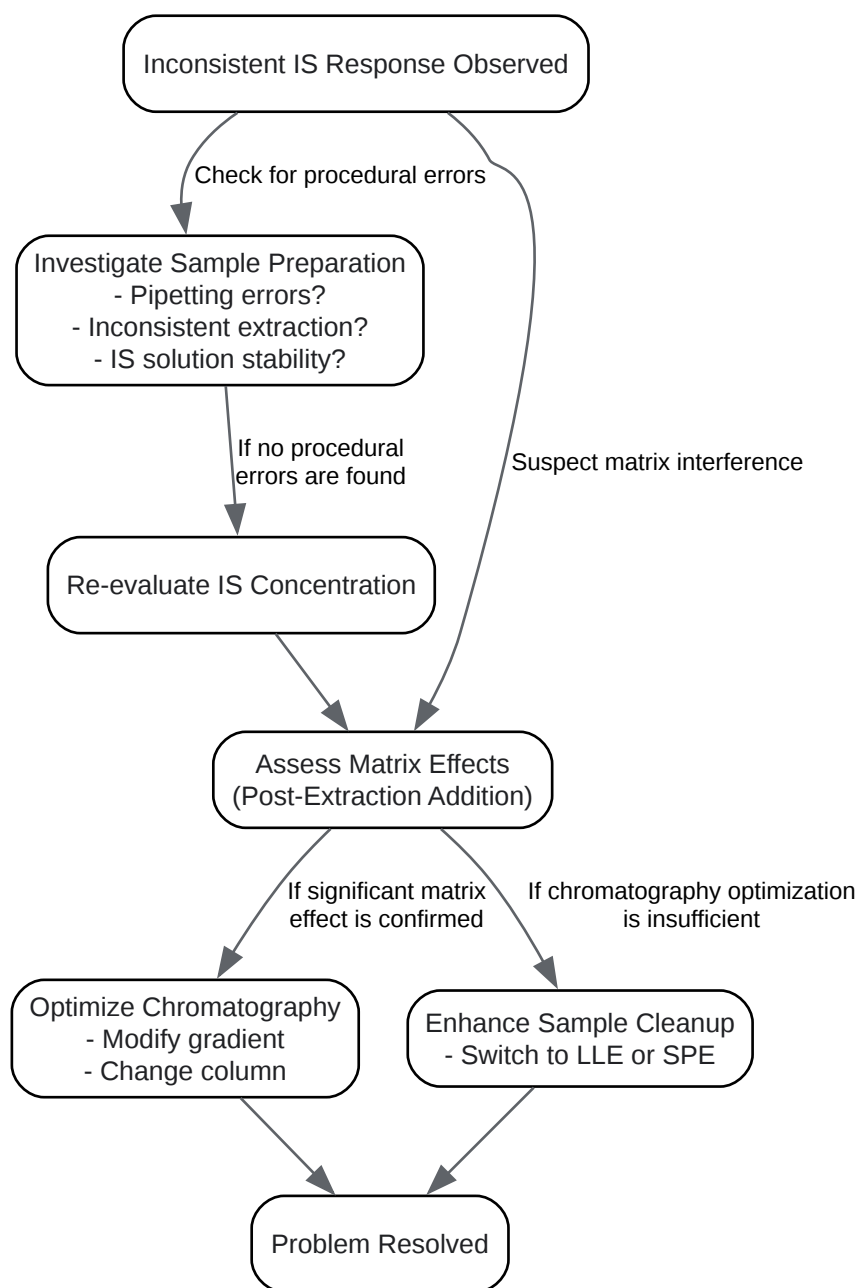 Inconsistent IS Response Observed
Check for procedural errors
Investigate Sample Preparation
- Pipetting errors?
- Inconsistent extraction?
- IS solution stability?
If no procedural
errors are found
Suspect matrix interference
Re-evaluate IS Concentration
Assess Matrix Effects
(Post-Extraction Addition)
If significant matrix
effect is confirmed
If chromatography optimization
is insufficient
Optimize Chromatography
- Modify gradient
- Change column
Enhance Sample Cleanup
- Switch to LLE or SPE
Problem Resolved